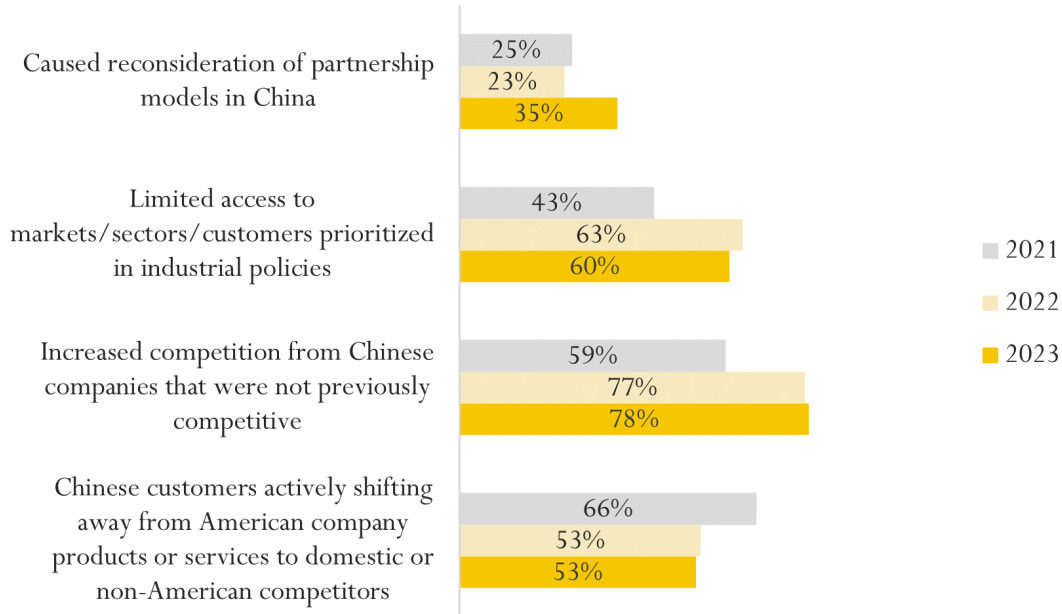 Caused reconsideration of partnership
models in China
25%
23%
35%
Limited access to
markets/sectors/customers prioritized
in industrial policies
43%
63%
60%
Increased competition from Chinese
companies that were not previously
competitive
59%
77%
78%
Chinese customers actively shifting
away from American company
products or services to domestic or
non-American competitors
66%
53%
53%
2021
2022
2023